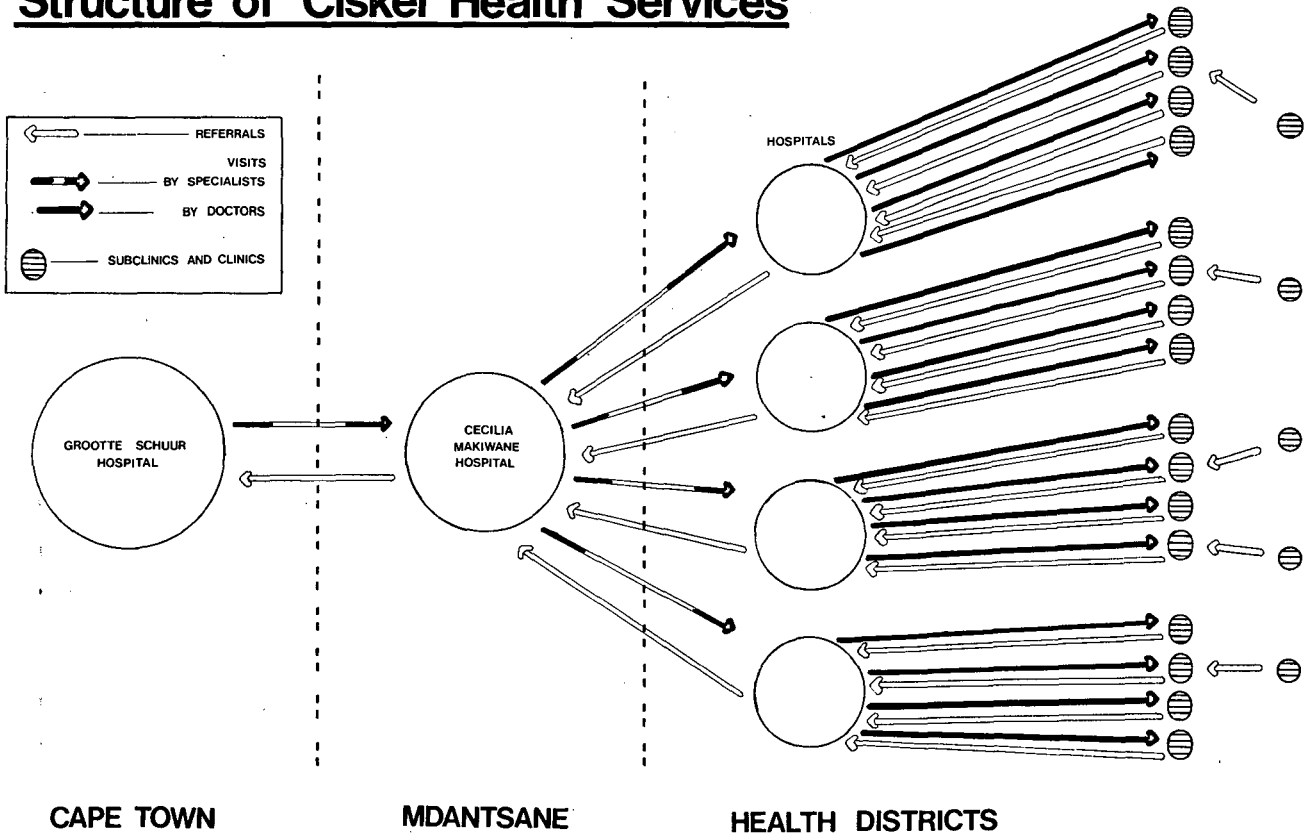 Structure of Ciskei Health Services
REFERRALS
VISITS
BY SPECIALISTS
BY DOCTORS
SUBCLINICS AND CLINICS
HOSPITALS
GROOTTE SCHUUR
HOSPITAL
CECILIA
MAKIWANE
HOSPITAL
CAPE TOWN
MDANTSANE
HEALTH DISTRICTS